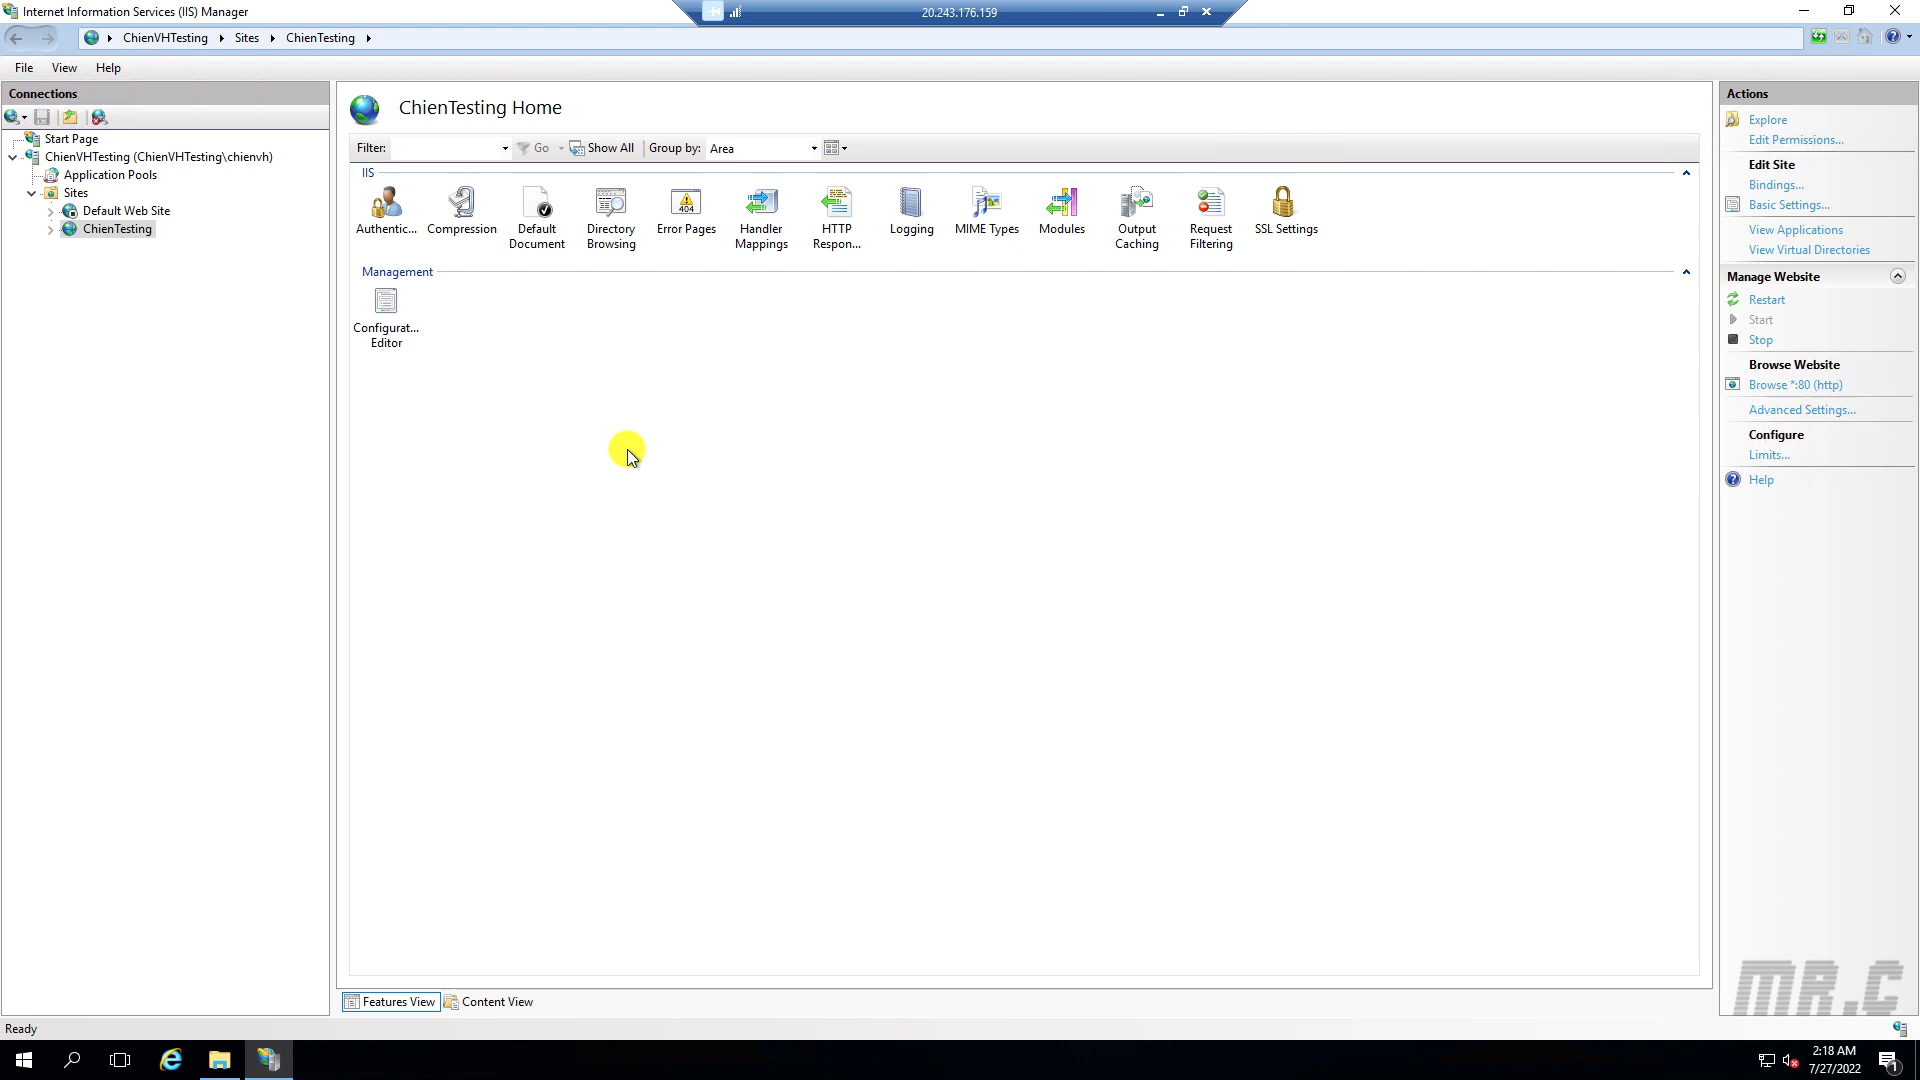 Internet Information Services (IIS) Manager
20.243.176.159
ChienVHTesting
Sites
ChienTesting
File View Help
Connections
Start Page
ChienVHTesting (ChienVHTesting\chienvh)
Application Pools
Sites
Default Web Site
ChienTesting
ChienTesting Home
Filter:
Go
Show All
Group by:
Area
IIS
Authentic...
Compression
Default
Document
Directory
Browsing
Error Pages
404
Handler
Mappings
HTTP
Respon...
Logging
MIME Types
Modules
Output
Caching
Request
Filtering
SSL Settings
Management
Configurat...
Editor
Features View
Content View
Actions
Explore
Edit Permissions...
Edit Site
Bindings...
Basic Settings...
View Applications
View Virtual Directories
Manage Website
Restart
Start
Stop
Browse Website
Browse *:80 (http)
Advanced Settings...
Configure
Limits...
Help
MR.C
Ready
2:18 AM
7/27/2022
1